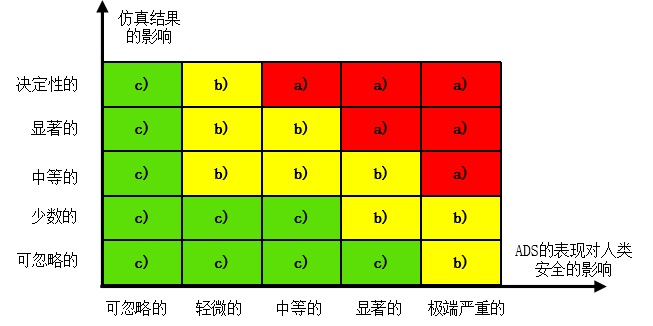 仿真结果
的影响
决定性的 c) b) a) a) a)
显著的 c) b) b) a) a)
中等的 c) b) b) b) a)
少数的 c) c) c) b) b)
可忽略的 c) c) c) c) b)
ADS的表现对人类
安全的影响
可忽略的 轻微的 中等的 显著的 极端严重的